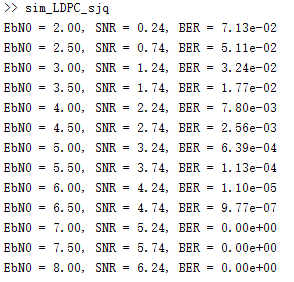 >> sim_LDPC_sjq
EbN0 = 2.00, SNR = 0.24, BER = 7.13e-02
EbN0 = 2.50, SNR = 0.74, BER = 5.11e-02
EbN0 = 3.00, SNR = 1.24, BER = 3.24e-02
EbN0 = 3.50, SNR = 1.74, BER = 1.77e-02
EbN0 = 4.00, SNR = 2.24, BER = 7.80e-03
EbN0 = 4.50, SNR = 2.74, BER = 2.56e-03
EbN0 = 5.00, SNR = 3.24, BER = 6.39e-04
EbN0 = 5.50, SNR = 3.74, BER = 1.13e-04
EbN0 = 6.00, SNR = 4.24, BER = 1.10e-05
EbN0 = 6.50, SNR = 4.74, BER = 9.77e-07
EbN0 = 7.00, SNR = 5.24, BER = 0.00e+00
EbN0 = 7.50, SNR = 5.74, BER = 0.00e+00
EbN0 = 8.00, SNR = 6.24, BER = 0.00e+00